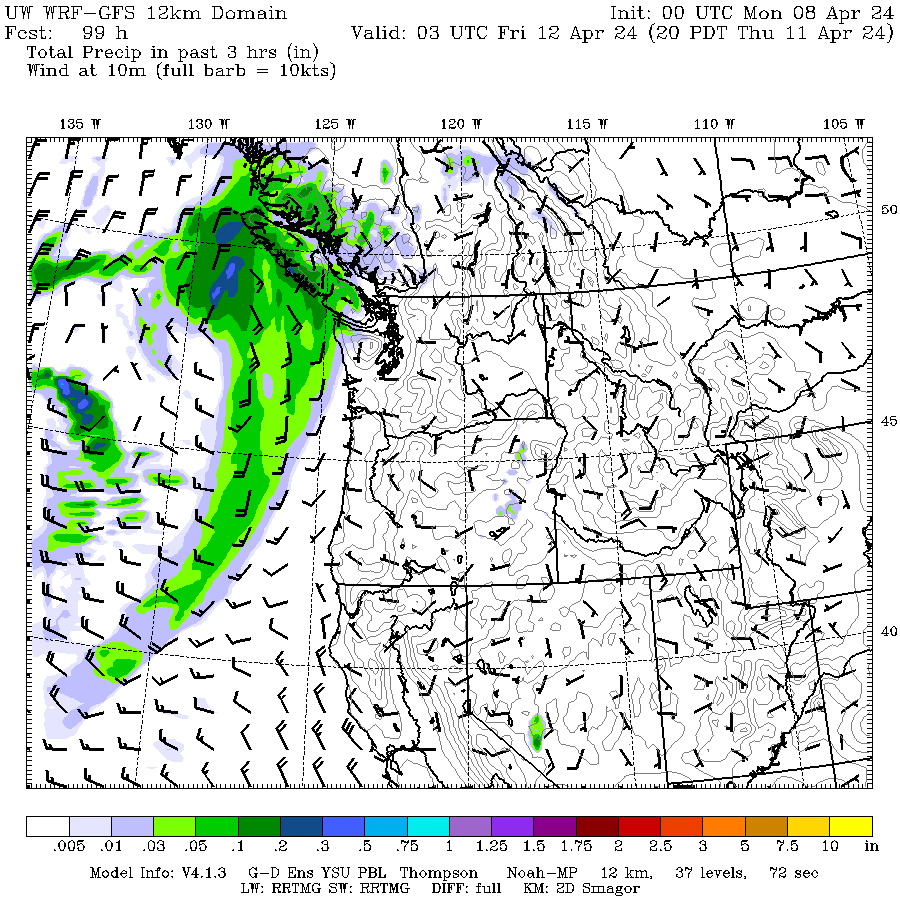 UW WRF-GFS 12km Domain Init: 00 UTC Mon 08 Apr 24
Fcst: 99 h Valid: 03 UTC Fri 12 Apr 24 (20 PDT Thu 11 Apr 24)
Total Precip in past 3 hrs (in)
Wind at 10m (full barb = 10kts)
135 W 130 W 125 W 120 W 115 W 110 W 105 W
50
45
40
.005 .01 .03 .05 .1 .2 .3 .5 .75 1 1.25 1.5 1.75 2 2.5 3 5 7.5 10 in
Model Info: V4.1.3 G-D Ens YSU PBL Thompson Noah-MP 12 km, 37 levels, 72 sec
LW: RRTMG SW: RRTMG DIFF: full KM: 2D Smagor